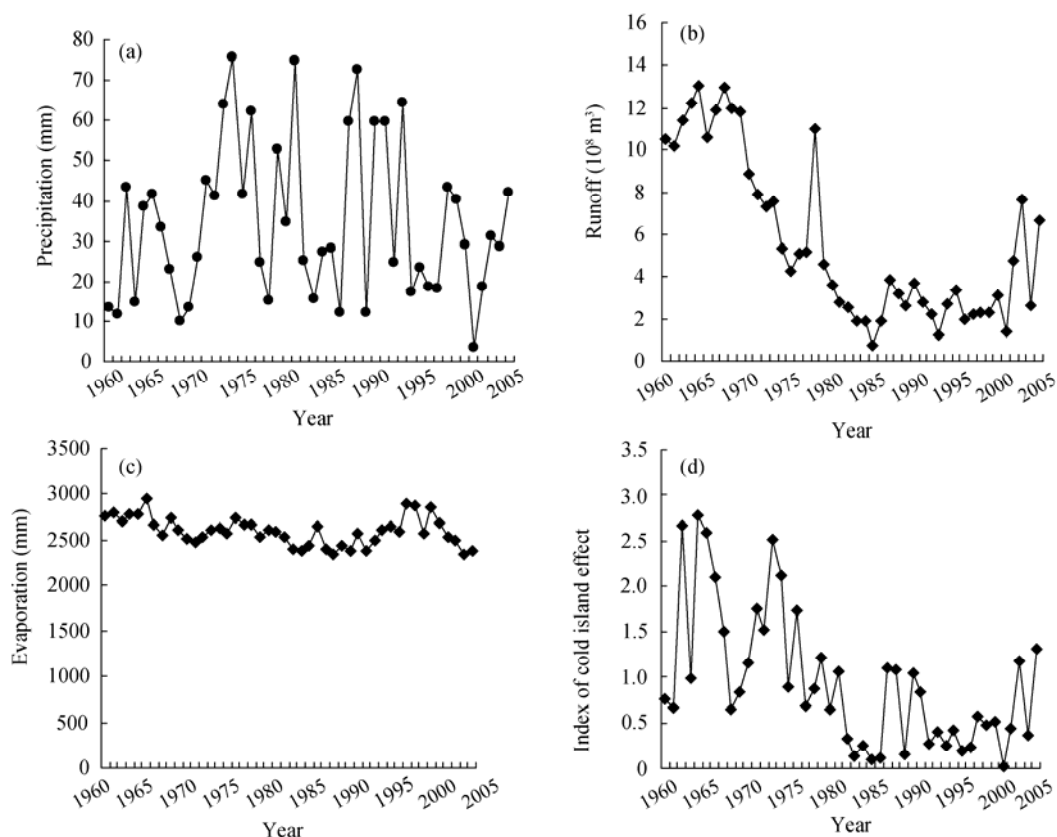 (a)
80
70
60
50
40
30
20
10
0
Precipitation (mm)
1960 1965 1970 1975 1980 1985 1990 1995 2000 2005
Year
(b)
16
14
12
10
8
6
4
2
0
Runoff (10⁸ m³)
1960 1965 1970 1975 1980 1985 1990 1995 2000 2005
Year
(c)
3500
3000
2500
2000
1500
1000
500
0
Evaporation (mm)
1960 1965 1970 1975 1980 1985 1990 1995 2000 2005
Year
(d)
3.5
3.0
2.5
2.0
1.5
1.0
0.5
0
Index of cold island effect
1960 1965 1970 1975 1980 1985 1990 1995 2000 2005
Year